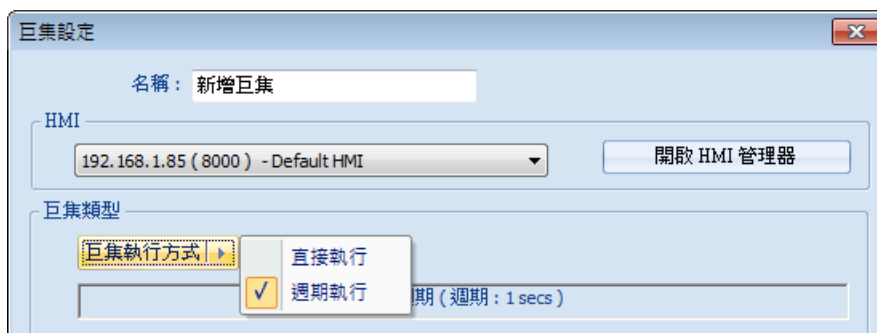 巨集設定
名稱：新增巨集
HMI
192.168.1.85 ( 8000 ) - Default HMI
開啟 HMI 管理器
巨集類型
巨集執行方式
直接執行
週期執行
期 ( 週期 : 1 secs )